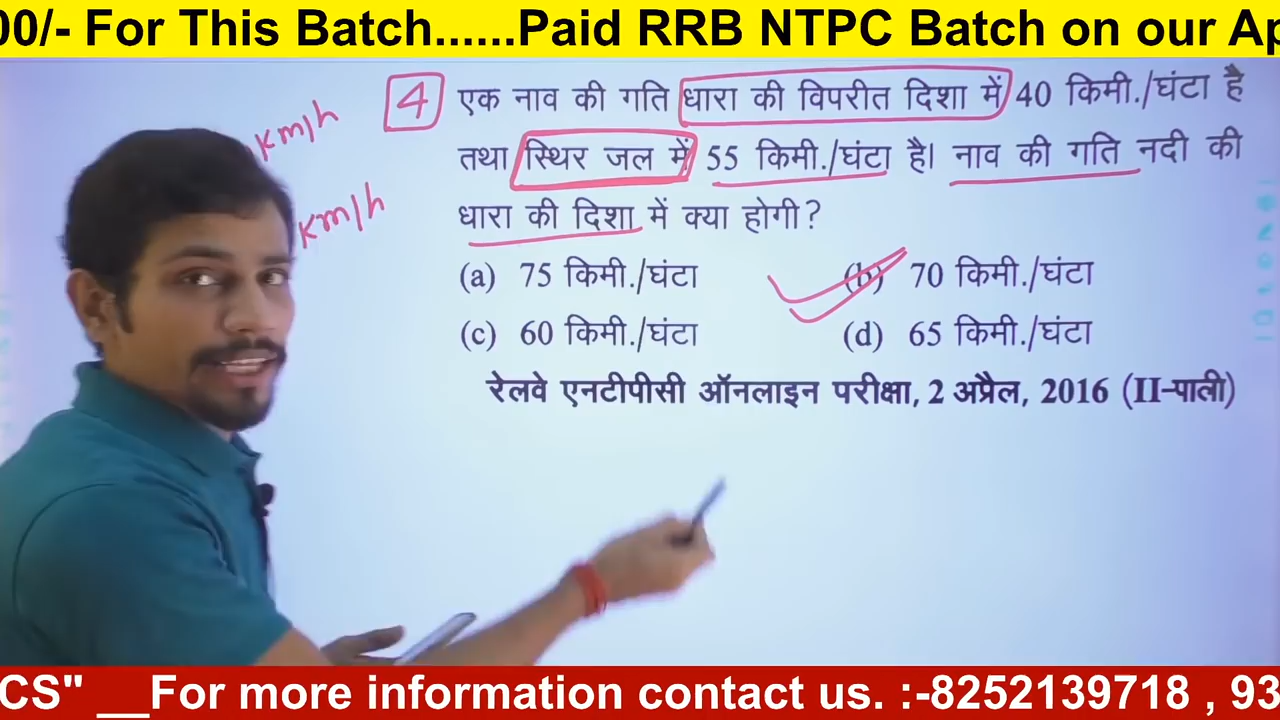 00/- For This Batch......Paid RRB NTPC Batch on our Ap
km/h
km/h
4 एक नाव की गति धारा की विपरीत दिशा में 40 किमी./घंटा है
तथा स्थिर जल में 55 किमी./घंटा है। नाव की गति नदी की
धारा की दिशा में क्या होगी?
(a) 75 किमी./घंटा (b) 70 किमी./घंटा
(c) 60 किमी./घंटा (d) 65 किमी./घंटा
रेलवे एनटीपीसी ऑनलाइन परीक्षा, 2 अप्रैल, 2016 (II-पाली)
CS" __For more information contact us. :-8252139718 , 93